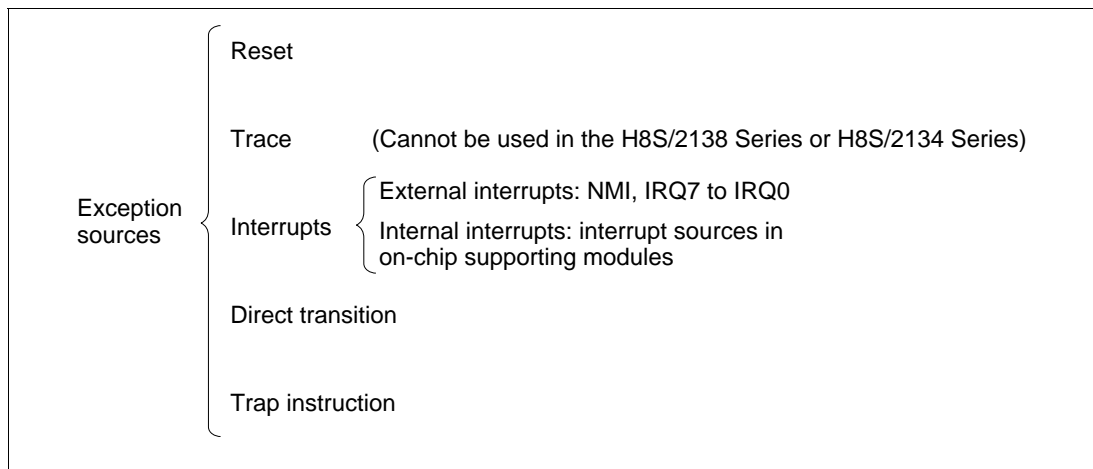 Reset
Trace (Cannot be used in the H8S/2138 Series or H8S/2134 Series)
Exception
sources
Interrupts
External interrupts: NMI, IRQ7 to IRQ0
Internal interrupts: interrupt sources in
on-chip supporting modules
Direct transition
Trap instruction